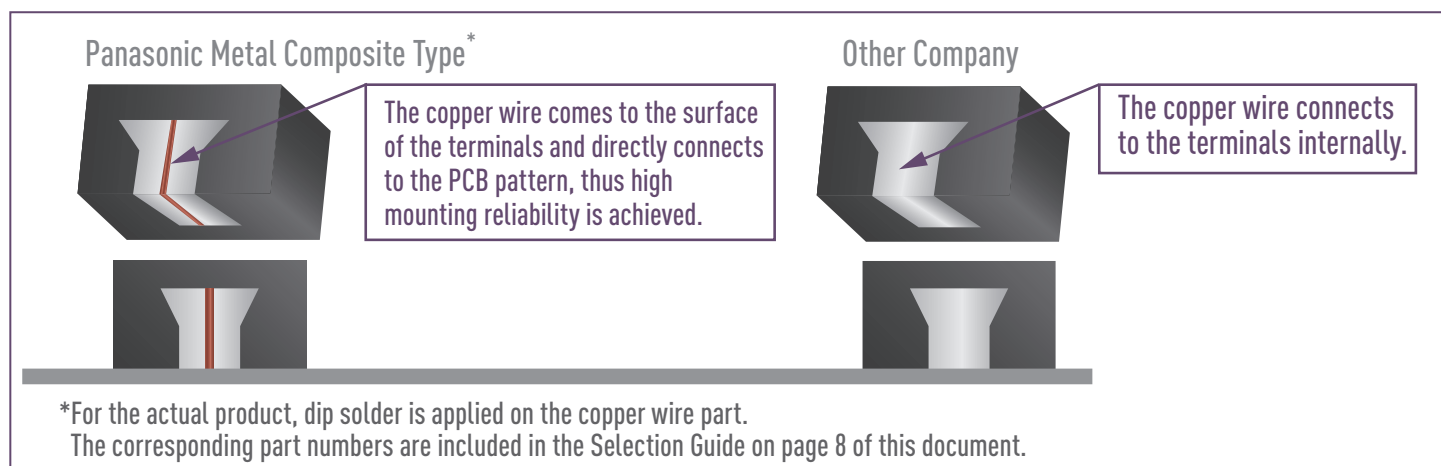 Panasonic Metal Composite Type*
Other Company
The copper wire comes to the surface
of the terminals and directly connects
to the PCB pattern, thus high
mounting reliability is achieved.
The copper wire connects
to the terminals internally.
*For the actual product, dip solder is applied on the copper wire part.
The corresponding part numbers are included in the Selection Guide on page 8 of this document.